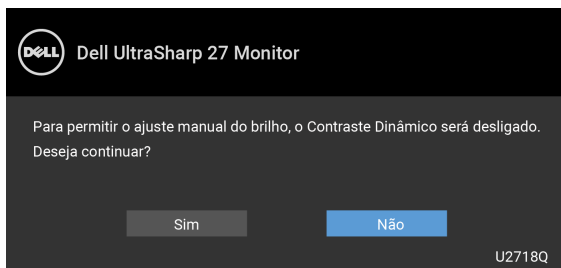 DELL Dell UltraSharp 27 Monitor
Para permitir o ajuste manual do brilho, o Contraste Dinâmico será desligado.
Deseja continuar?
Sim Não
U2718Q